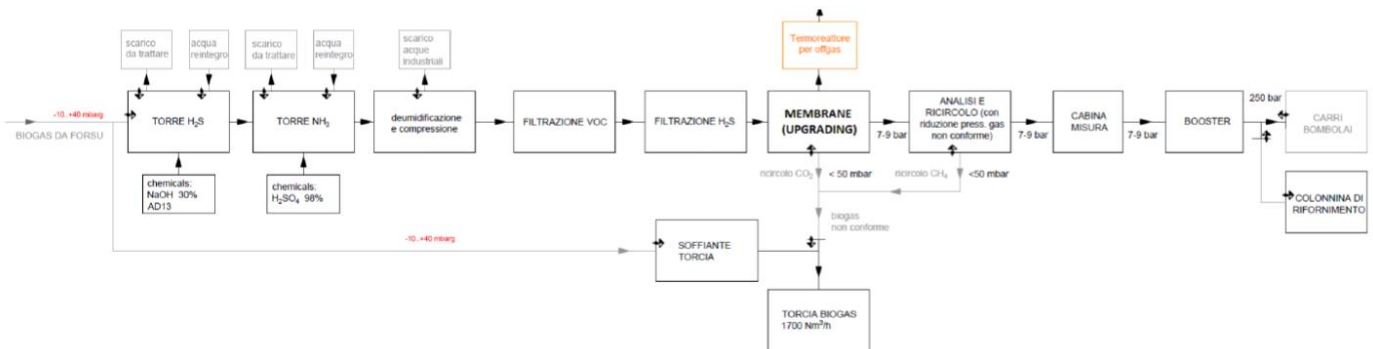 Termoreattore
per offgas
scarico
da trattare
acqua
reintegro
scarico
da trattare
acqua
reintegro
scarico
acque
industriali
-10..+40 mbarg
BIOGAS DA FORSU
TORRE H₂S
TORRE NH₃
deumidificazione
e compressione
FILTRAZIONE VOC
FILTRAZIONE H₂S
MEMBRANE
(UPGRADING)
7-9 bar
ANALISI E
RICIRCOLO (con
riduzione press. gas
non conforme)
7-9 bar
CABINA
MISURA
7-9 bar
BOOSTER
250 bar
CARRI
BOMBOLAI
chemicals:
NaOH 30%
AD13
chemicals:
H₂SO₄ 98%
ricircolo CO₂
< 50 mbar
ricircolo CH₄
<50 mbar
COLONNINA DI
RIFORNIMENTO
biogas
non conforme
-10..+40 mbarg
SOFFIANTE
TORCIA
TORCIA BIOGAS
1700 Nm³/h